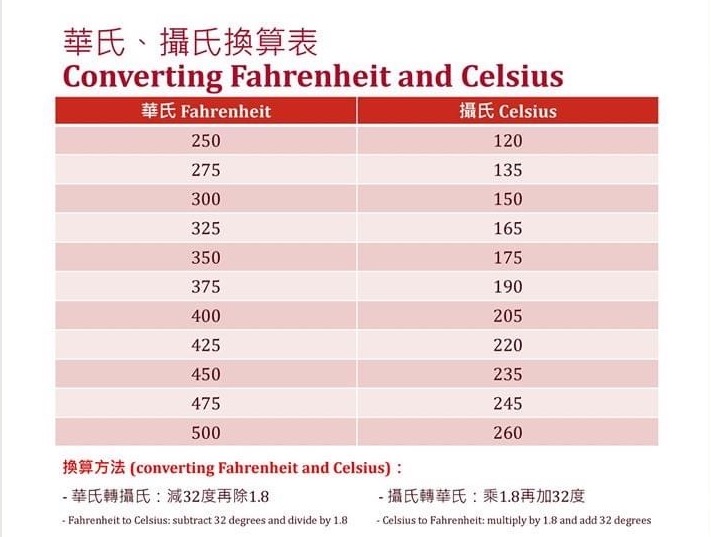 華氏、攝氏換算表
Converting Fahrenheit and Celsius
華氏 Fahrenheit 攝氏 Celsius
250 120
275 135
300 150
325 165
350 175
375 190
400 205
425 220
450 235
475 245
500 260
換算方法 (converting Fahrenheit and Celsius)：
- 華氏轉攝氏：減32度再除1.8 - 攝氏轉華氏：乘1.8再加32度
- Fahrenheit to Celsius: subtract 32 degrees and divide by 1.8 - Celsius to Fahrenheit: multiply by 1.8 and add 32 degrees